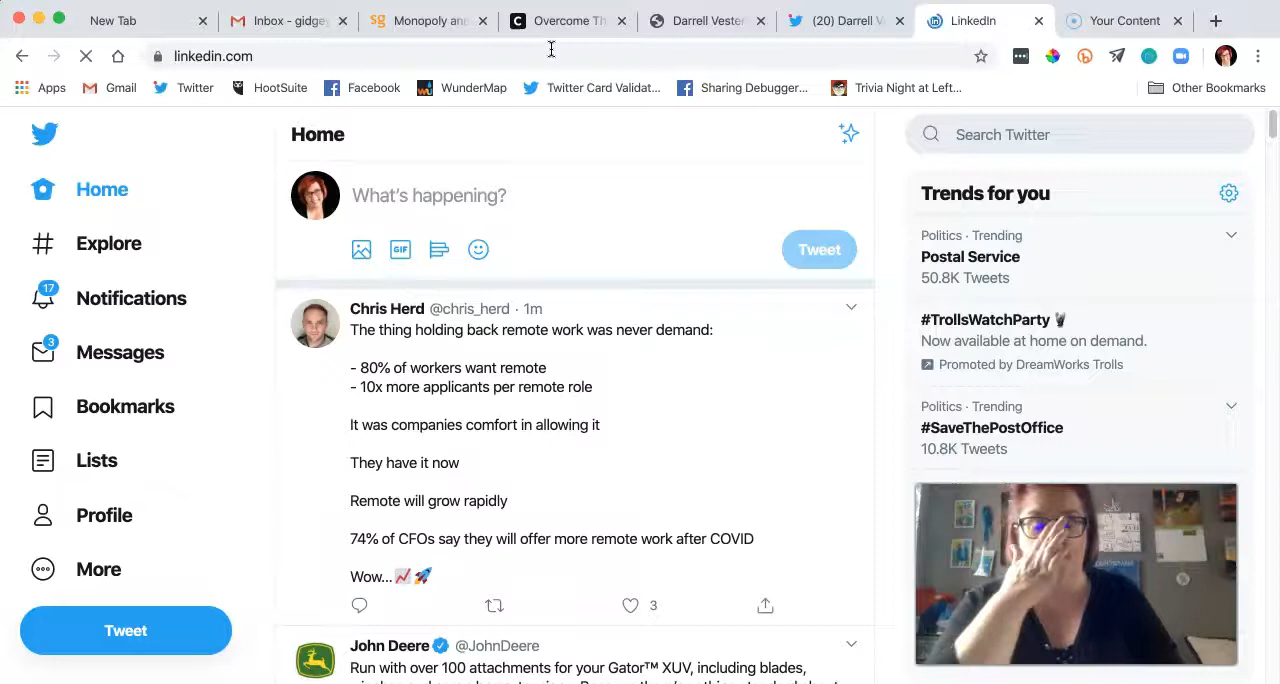 New Tab
Inbox - gidge
Monopoly an
Overcome Th
Darrell Vester
(20) Darrell V
LinkedIn
Your Content
linkedin.com
Apps
Gmail
Twitter
HootSuite
Facebook
WunderMap
Twitter Card Validat...
Sharing Debugger...
Trivia Night at Left...
Other Bookmarks
Home
Explore
17
Notifications
3
Messages
Bookmarks
Lists
Profile
More
Tweet
Home
What's happening?
GIF
Tweet
Chris Herd @chris_herd · 1m
The thing holding back remote work was never demand:
- 80% of workers want remote
- 10x more applicants per remote role
It was companies comfort in allowing it
They have it now
Remote will grow rapidly
74% of CFOs say they will offer more remote work after COVID
Wow...📈🚀
3
John Deere @JohnDeere
Run with over 100 attachments for your Gator™ XUV, including blades,
Search Twitter
Trends for you
Politics · Trending
Postal Service
50.8K Tweets
#TrollsWatchParty
Now available at home on demand.
Promoted by DreamWorks Trolls
Politics · Trending
#SaveThePostOffice
10.8K Tweets